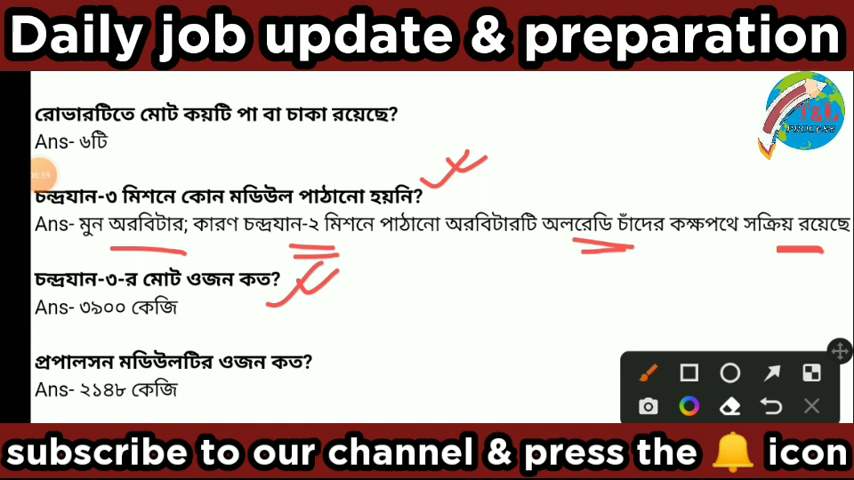 Daily job update & preparation
T&L
PROCESS
রোভারটিতে মোট কয়টি পা বা চাকা রয়েছে?
Ans- ৬টি
চন্দ্রযান-৩ মিশনে কোন মডিউল পাঠানো হয়নি?
Ans- মুন অরবিটার; কারণ চন্দ্রযান-২ মিশনে পাঠানো অরবিটারটি অলরেডি চাঁদের কক্ষপথে সক্রিয় রয়েছে
চন্দ্রযান-৩-র মোট ওজন কত?
Ans- ৩৯০০ কেজি
প্রপালসন মডিউলটির ওজন কত?
Ans- ২১৪৮ কেজি
subscribe to our channel & press the 🔔 icon